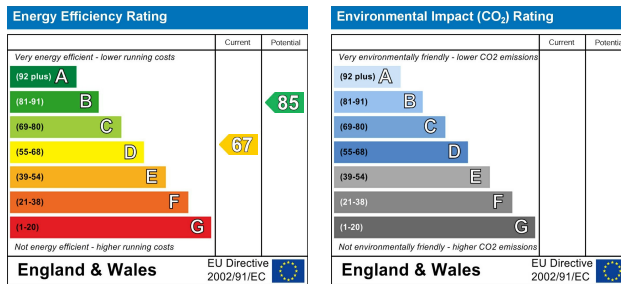 Energy Efficiency Rating
Current Potential
Very energy efficient - lower running costs
(92 plus) A
(81-91) B
85
(69-80) C
(55-68) D
67
(39-54) E
(21-38) F
(1-20) G
Not energy efficient - higher running costs
England & Wales
EU Directive
2002/91/EC
Environmental Impact (CO₂) Rating
Current Potential
Very environmentally friendly - lower CO2 emissions
(92 plus) A
(81-91) B
(69-80) C
(55-68) D
(39-54) E
(21-38) F
(1-20) G
Not environmentally friendly - higher CO2 emissions
England & Wales
EU Directive
2002/91/EC